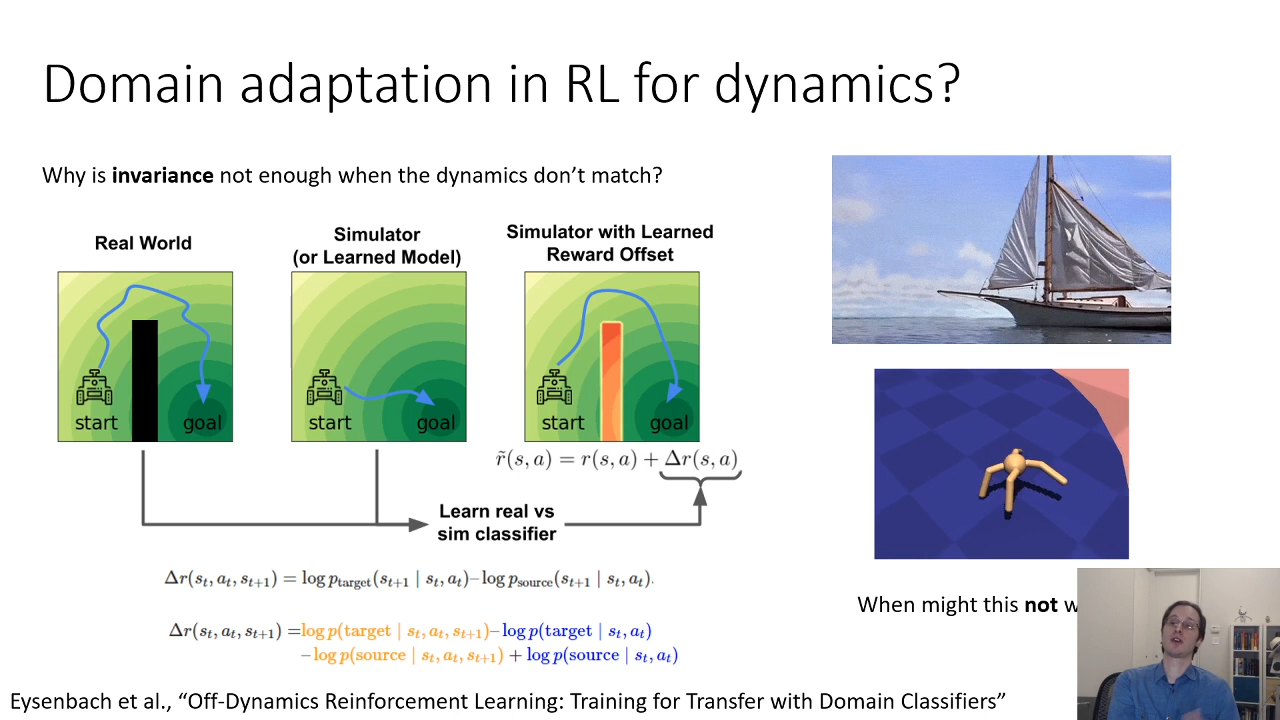 Domain adaptation in RL for dynamics?
Why is invariance not enough when the dynamics don’t match?
Real World
Simulator
(or Learned Model)
Simulator with Learned
Reward Offset
start
goal
start
goal
start
goal
r̃(s, a) = r(s, a) + Δr(s, a)
Learn real vs
sim classifier
Δr(sₜ, aₜ, sₜ₊₁) = log p_target(sₜ₊₁ | sₜ, aₜ) − log p_source(sₜ₊₁ | sₜ, aₜ).
Δr(sₜ, aₜ, sₜ₊₁) = log p(target | sₜ, aₜ, sₜ₊₁) − log p(target | sₜ, aₜ)
− log p(source | sₜ, aₜ, sₜ₊₁) + log p(source | sₜ, aₜ)
When might this not w
Eysenbach et al., “Off-Dynamics Reinforcement Learning: Training for Transfer with Domain Classifiers”